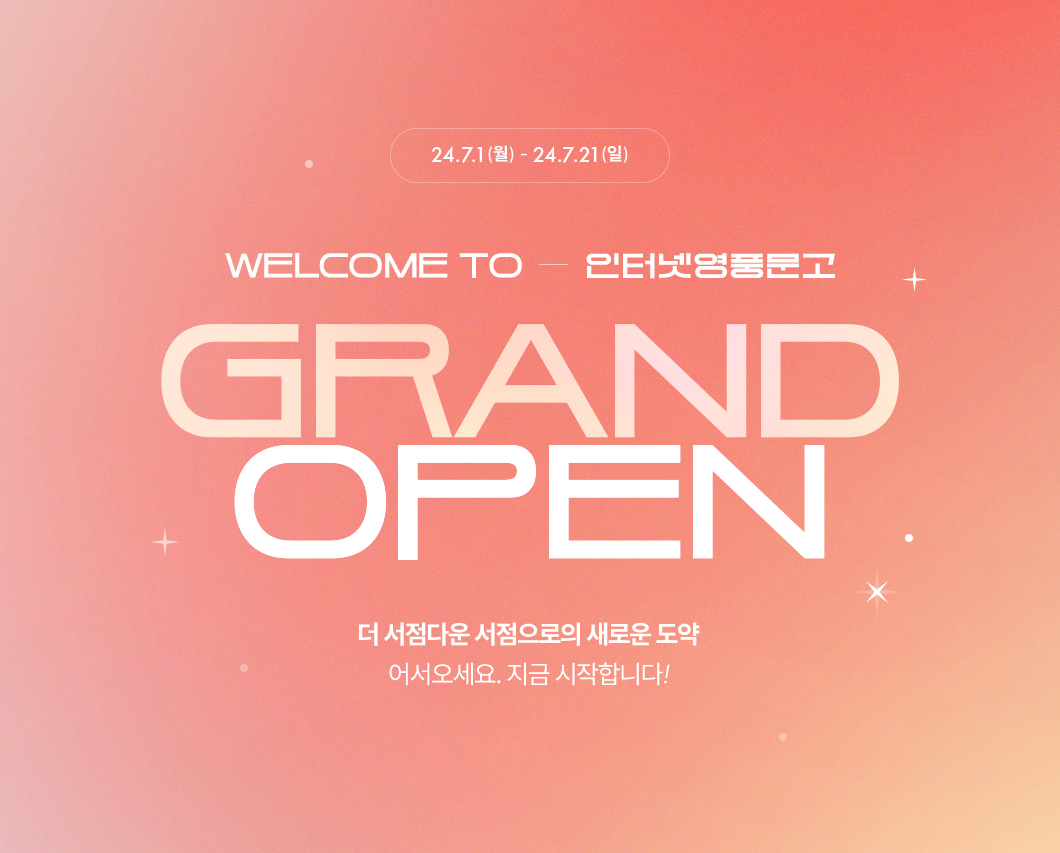 24.7.1(월) - 24.7.21(일)
WELCOME TO — 인터넷영풍문고
GRAND
OPEN
더 서점다운 서점으로의 새로운 도약
어서오세요. 지금 시작합니다!